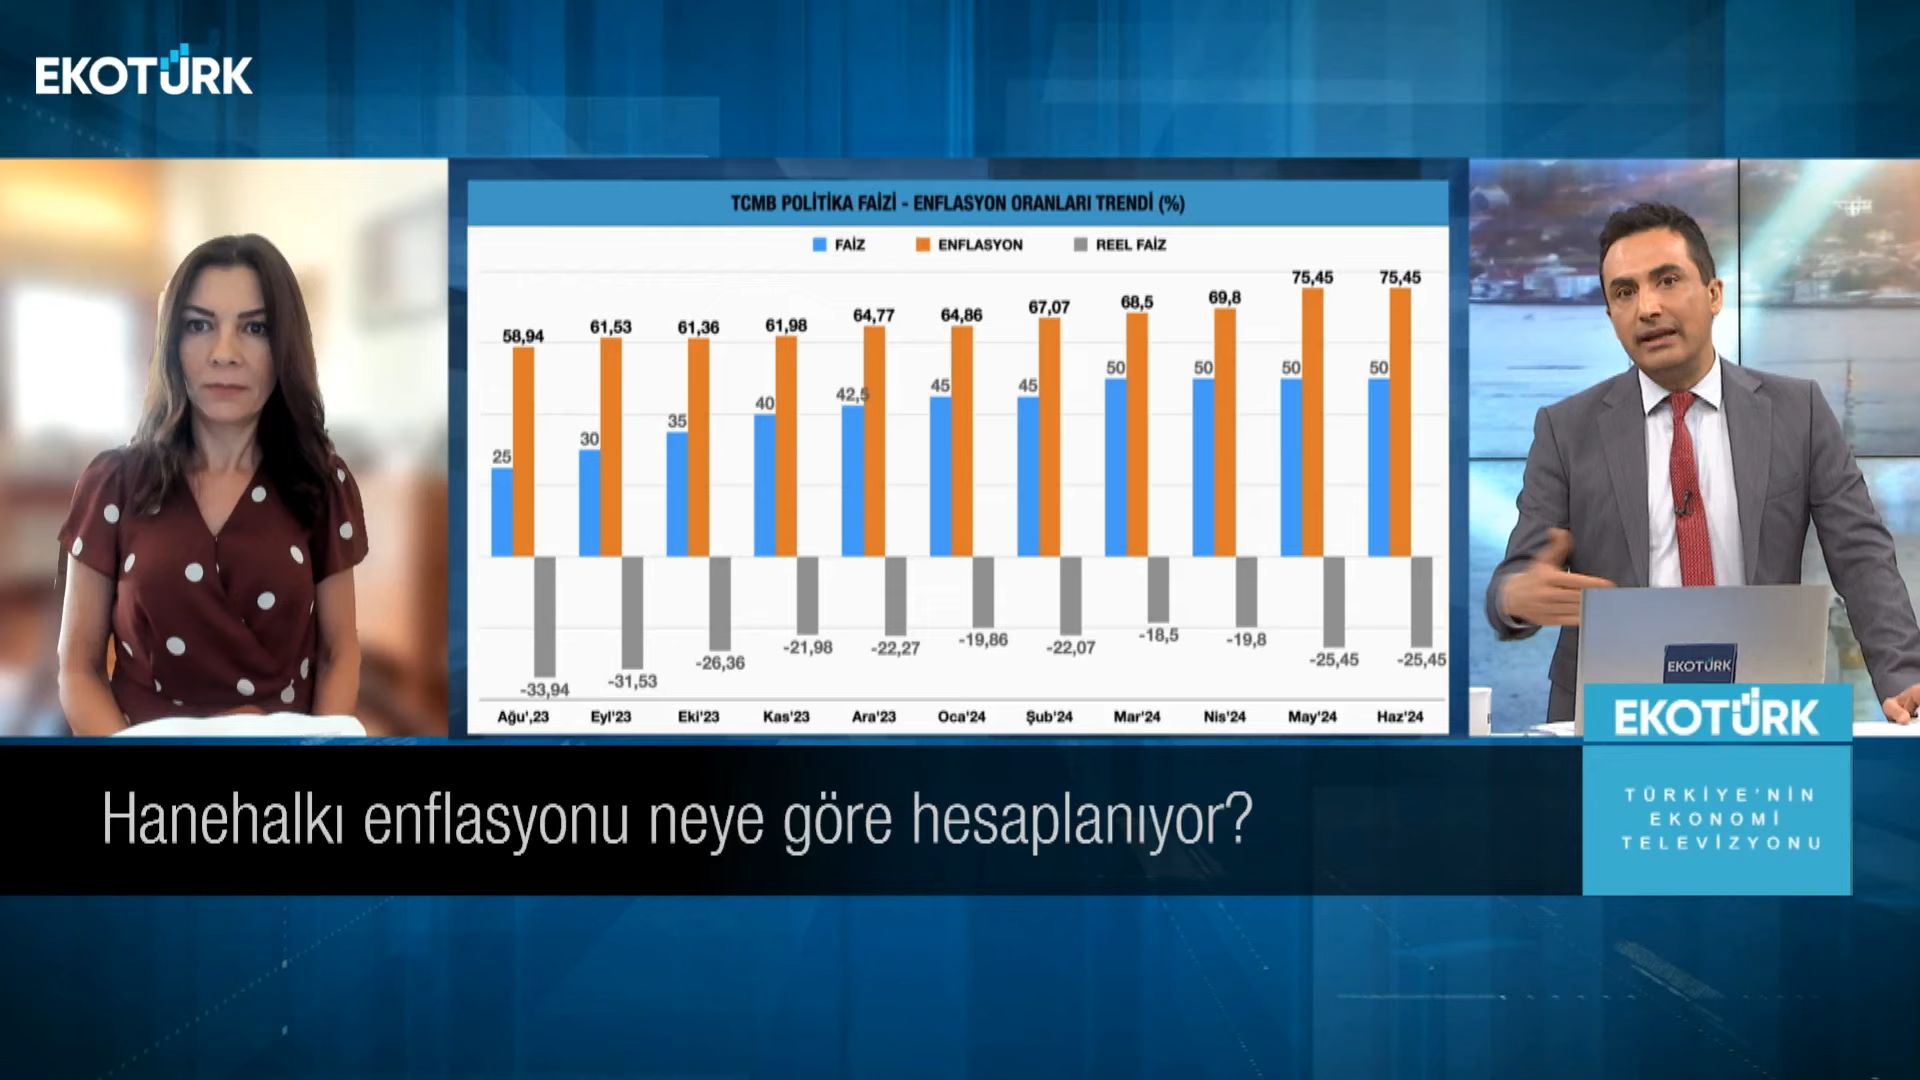 EKOTÜRK
TCMB POLİTİKA FAİZİ - ENFLASYON ORANLARI TRENDİ (%)
FAİZ ENFLASYON REEL FAİZ
58,94 61,53 61,36 61,98 64,77 64,86 67,07 68,5 69,8 75,45 75,45
25 30 35 40 42,5 45 45 50 50 50 50
-33,94 -31,53 -26,36 -21,98 -22,27 -19,86 -22,07 -18,5 -19,8 -25,45 -25,45
Ağu',23 Eyl'23 Eki'23 Kas'23 Ara'23 Oca'24 Şub'24 Mar'24 Nis'24 May'24 Haz'24
EKOTÜRK
EKOTÜRK
Hanehalkı enflasyonu neye göre hesaplanıyor?
TÜRKİYE'NİN
EKONOMİ
TELEVİZYONU